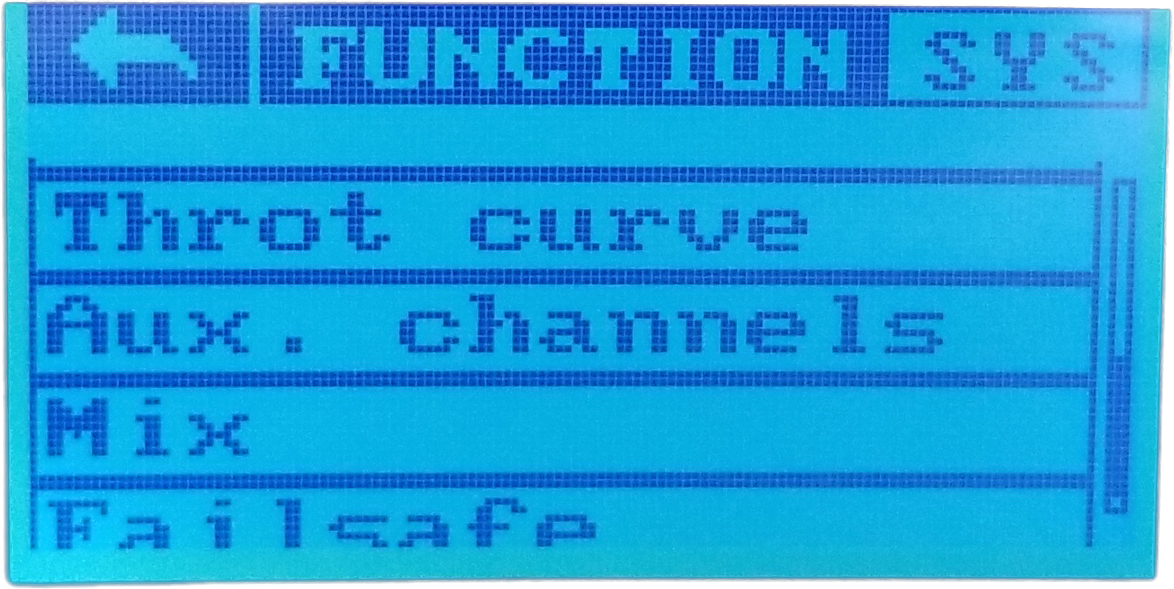 FUNCTION SYS
Throt curve
Aux. channels
Mix
Failsafe